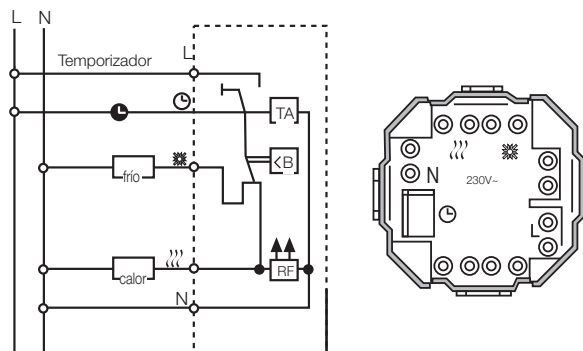 L N
Temporizador L
TA
frío
<B
calor
RF
N
N
230V~
L